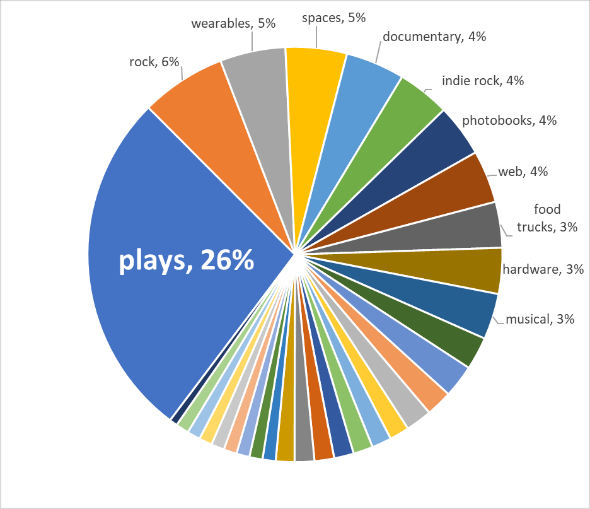 spaces, 5%
wearables, 5%
documentary, 4%
rock, 6%
indie rock, 4%
photobooks, 4%
web, 4%
food
trucks, 3%
plays, 26%
hardware, 3%
musical, 3%